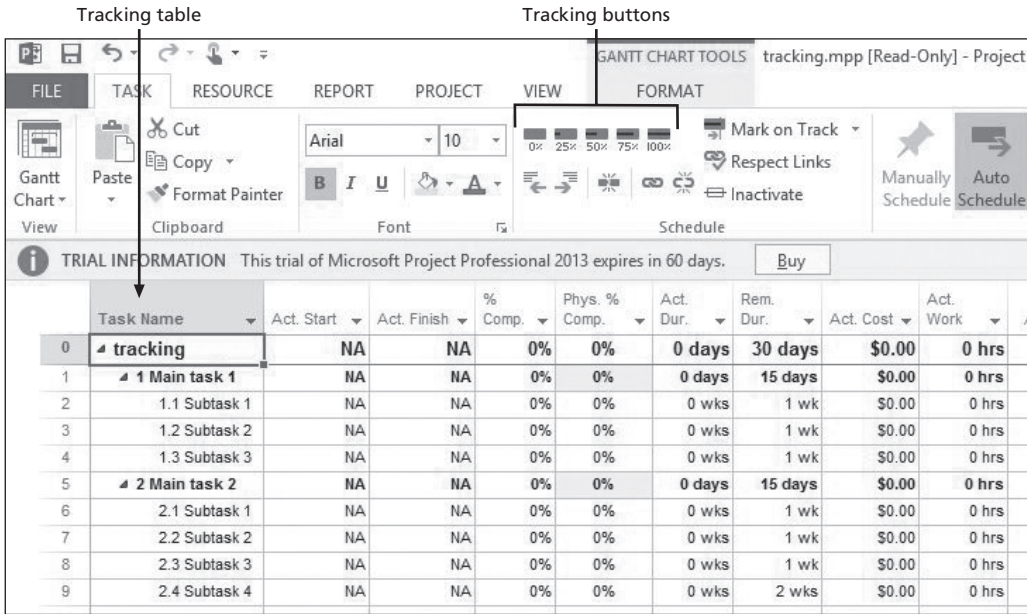 Tracking table
Tracking buttons
GANTT CHART TOOLS tracking.mpp [Read-Only] - Project
FILE TASK RESOURCE REPORT PROJECT VIEW FORMAT
Cut
Copy
Format Painter
Paste
Gantt Chart
Arial 10
B I U A
0% 25% 50% 75% 100%
Mark on Track
Respect Links
Inactivate
Manually Schedule
Auto Schedule
View Clipboard Font Schedule
TRIAL INFORMATION This trial of Microsoft Project Professional 2013 expires in 60 days. Buy
Task Name Act. Start Act. Finish % Comp. Phys. % Comp. Act. Dur. Rem. Dur. Act. Cost Act. Work
0 tracking NA NA 0% 0% 0 days 30 days $0.00 0 hrs
1 1 Main task 1 NA NA 0% 0% 0 days 15 days $0.00 0 hrs
2 1.1 Subtask 1 NA NA 0% 0% 0 wks 1 wk $0.00 0 hrs
3 1.2 Subtask 2 NA NA 0% 0% 0 wks 1 wk $0.00 0 hrs
4 1.3 Subtask 3 NA NA 0% 0% 0 wks 1 wk $0.00 0 hrs
5 2 Main task 2 NA NA 0% 0% 0 days 15 days $0.00 0 hrs
6 2.1 Subtask 1 NA NA 0% 0% 0 wks 1 wk $0.00 0 hrs
7 2.2 Subtask 2 NA NA 0% 0% 0 wks 1 wk $0.00 0 hrs
8 2.3 Subtask 3 NA NA 0% 0% 0 wks 1 wk $0.00 0 hrs
9 2.4 Subtask 4 NA NA 0% 0% 0 wks 2 wks $0.00 0 hrs